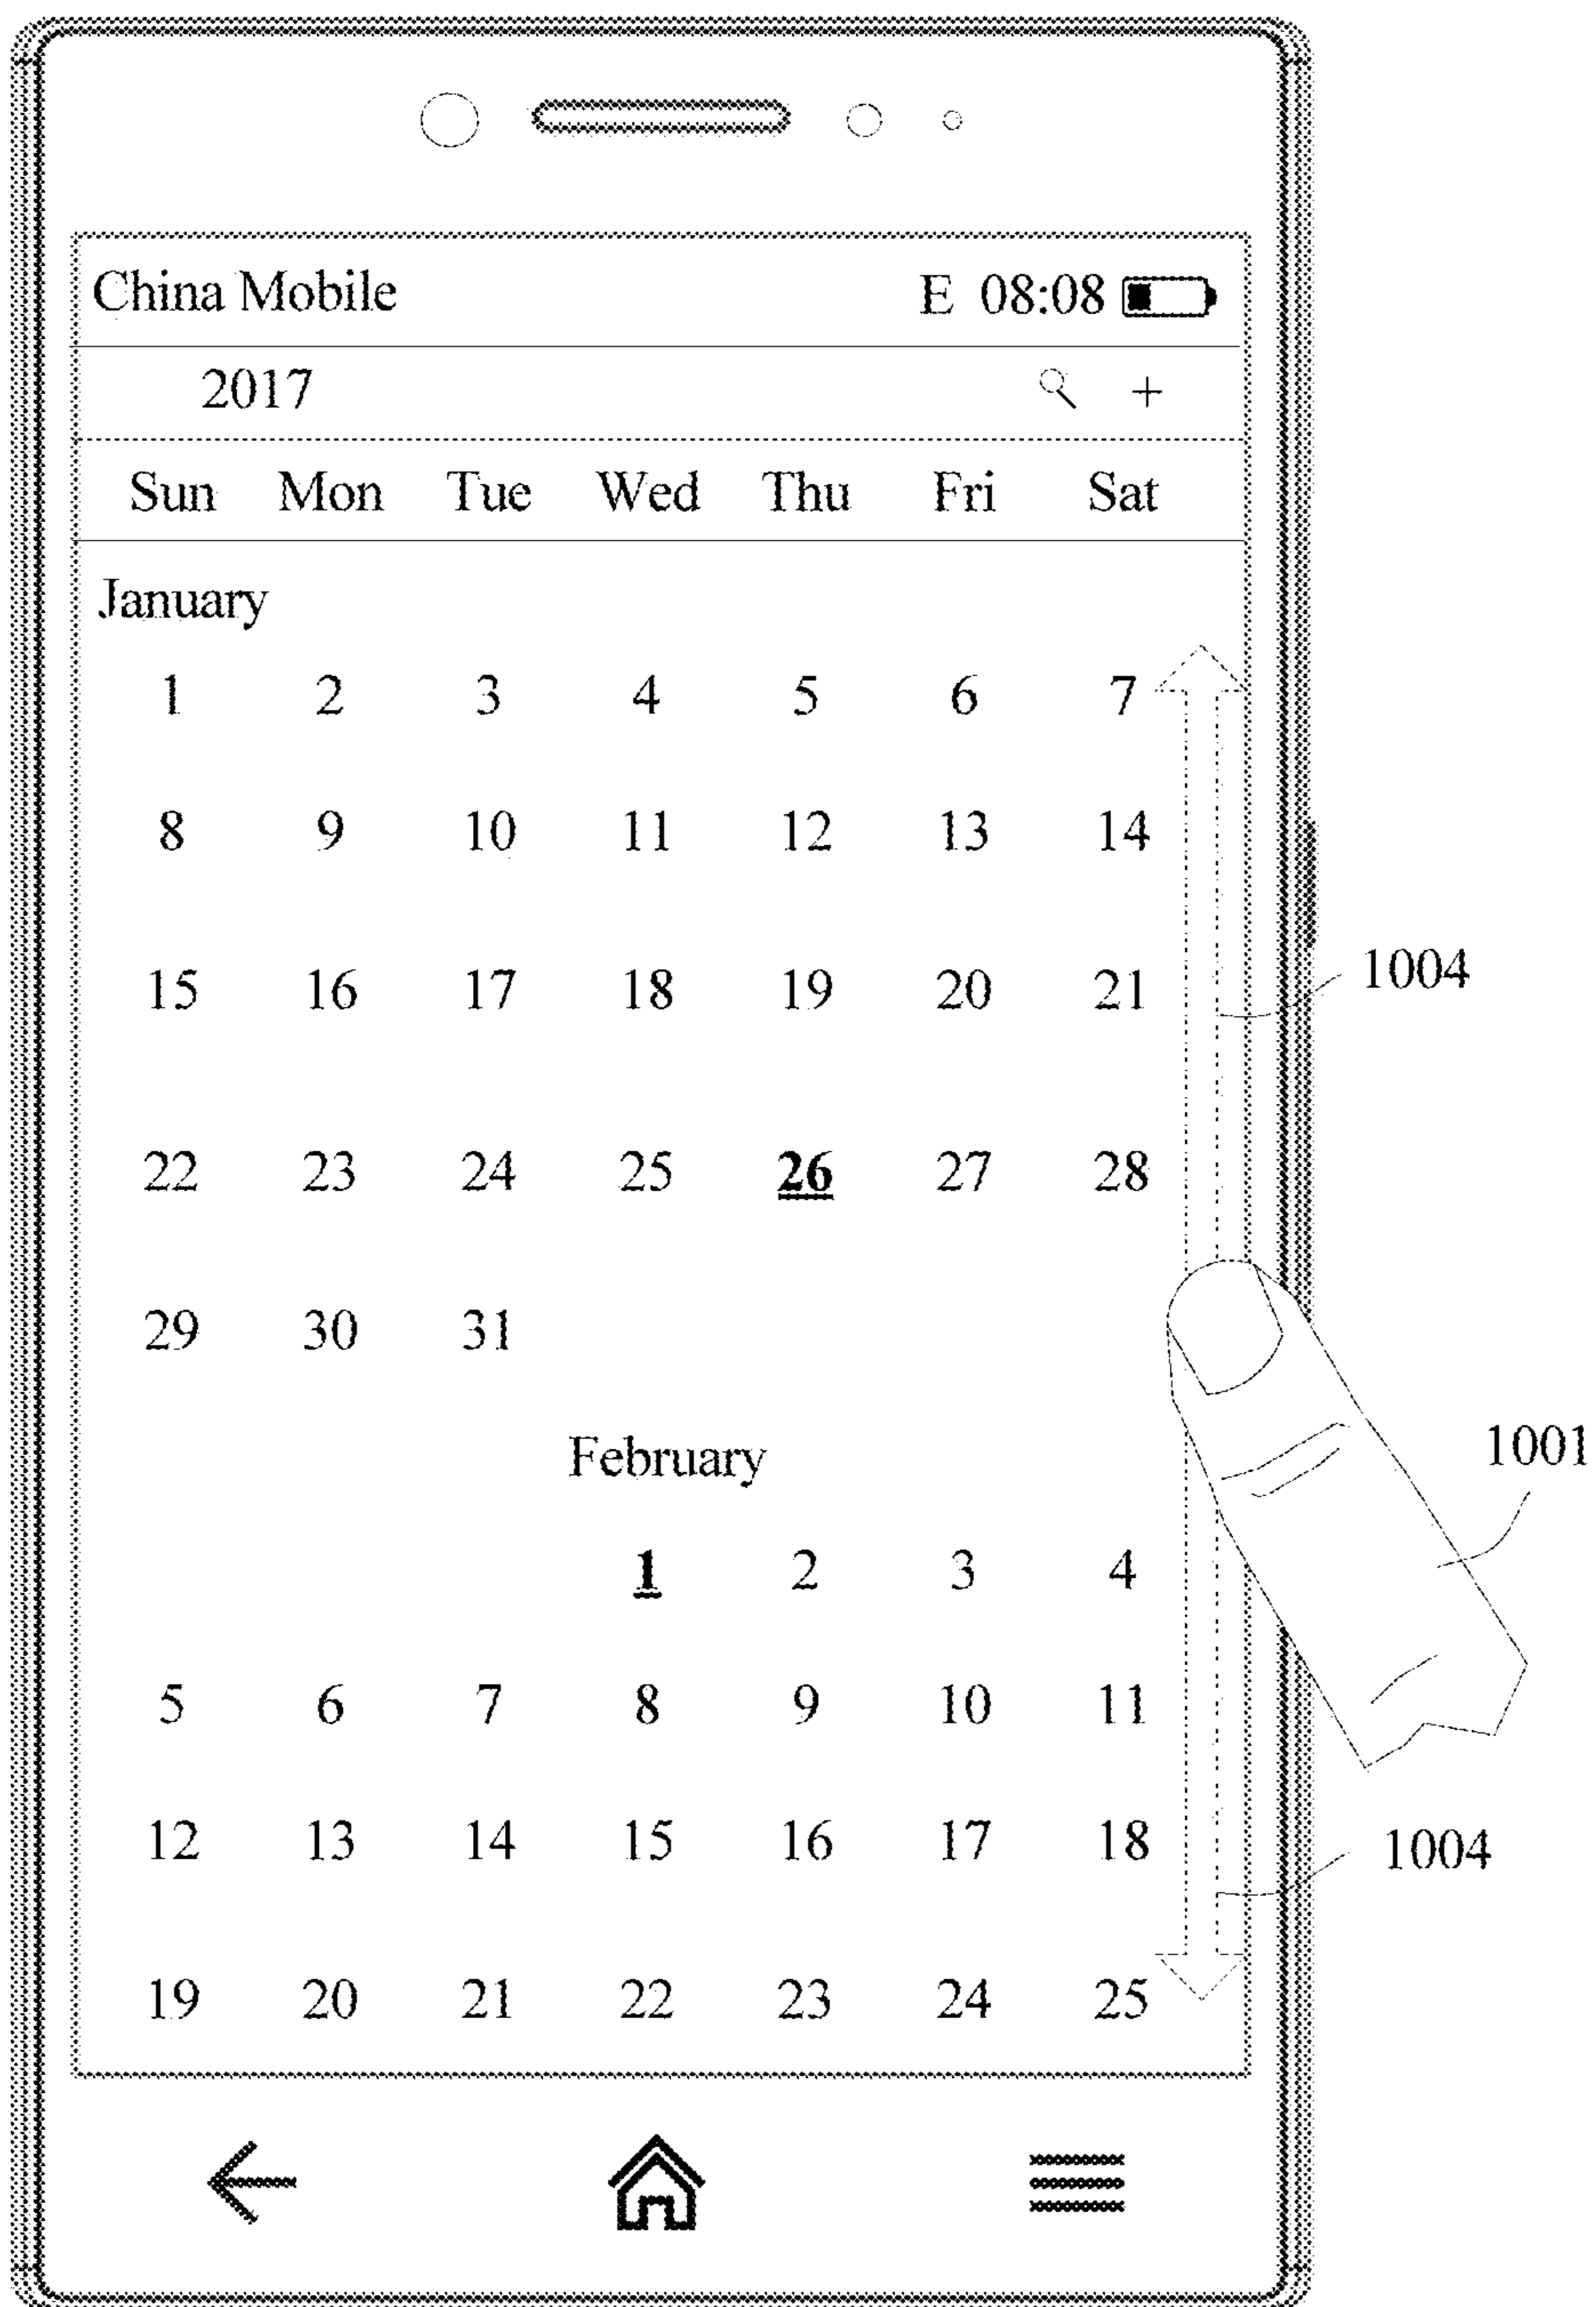 China Mobile E 08:08
2017 +
Sun Mon Tue Wed Thu Fri Sat
January
1 2 3 4 5 6 7
8 9 10 11 12 13 14
15 16 17 18 19 20 21
1004
22 23 24 25 26 27 28
29 30 31
1001
February
1 2 3 4
5 6 7 8 9 10 11
12 13 14 15 16 17 18
1004
19 20 21 22 23 24 25